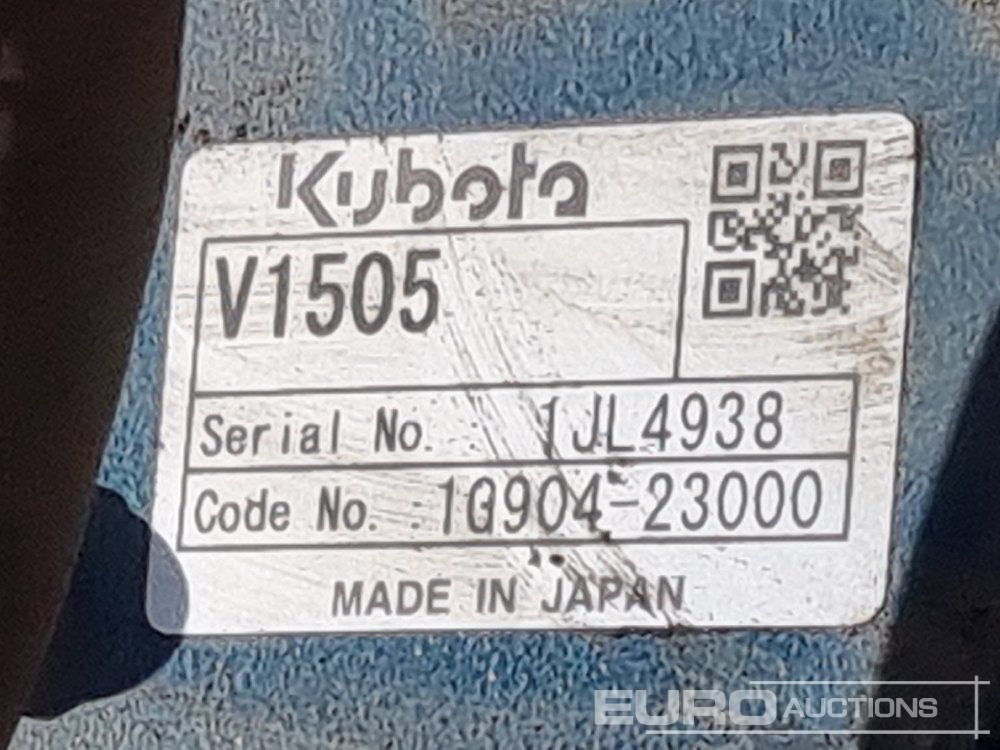 Kubota
V1505
Serial No. : 1JL4938
Code No. : 1G904-23000
MADE IN JAPAN
EURO AUCTIONS